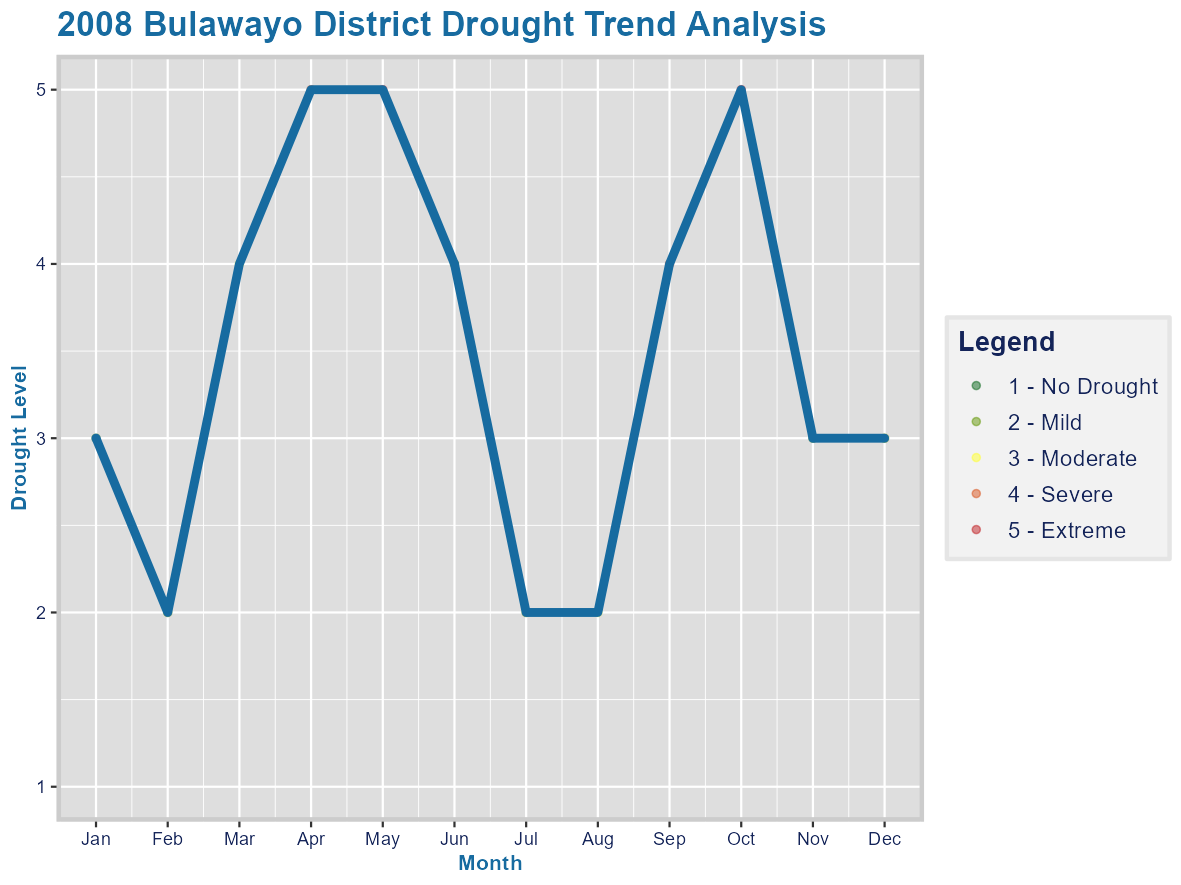 2008 Bulawayo District Drought Trend Analysis
5
4
3
2
1
Drought Level
Jan Feb Mar Apr May Jun Jul Aug Sep Oct Nov Dec
Month
Legend
1 - No Drought
2 - Mild
3 - Moderate
4 - Severe
5 - Extreme